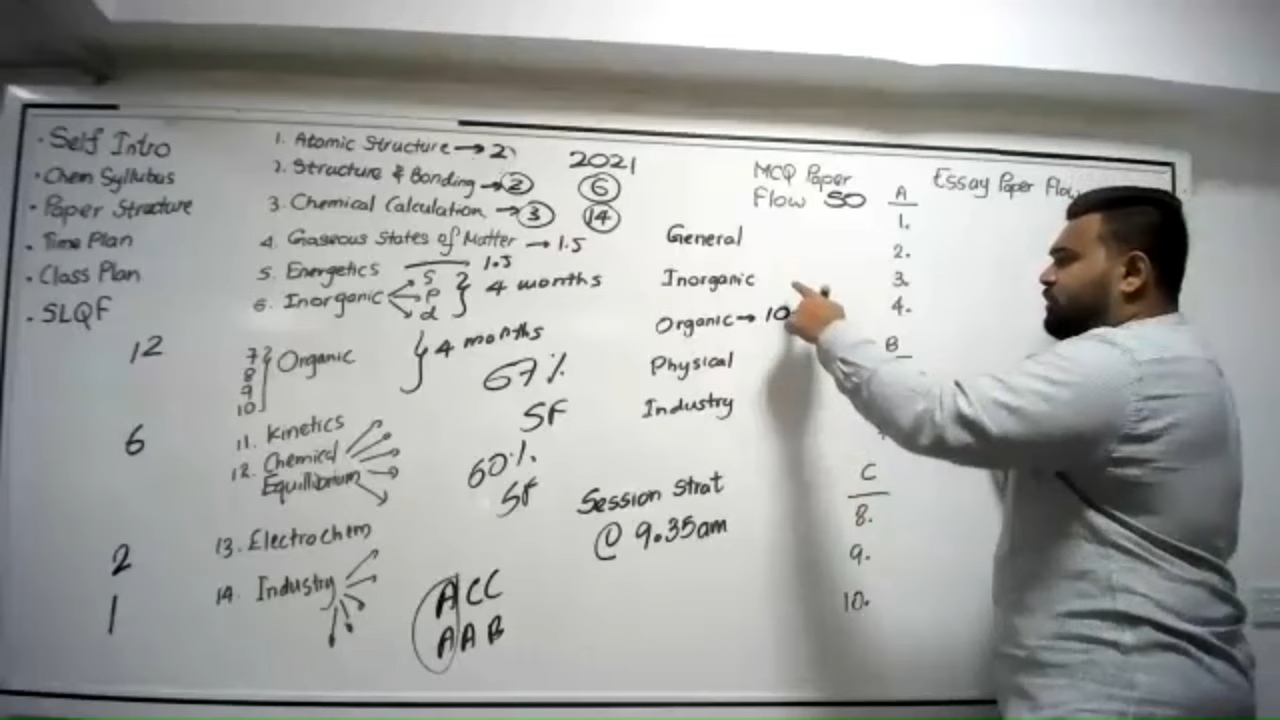 · Self Intro
· Chem Syllubus
· Paper Structure
· Time Plan
· Class Plan
· SLQF
12
6
2
1
1. Atomic Structure → 2
2. Structure & Bonding → 2
3. Chemical Calculation → 3
4. Gaseous States of Matter → 1.5
5. Energetics 1.5
6. Inorganic s p d } 4 months
7
8
9
10
Organic } 4 months
11. Kinetics
12. Chemical
Equillibrium
13. Electrochem
14. Industry
2021
6
14
67%
SF
60%
SF
ACC
AAB
Session Strat
@ 9.35am
MCQ Paper
Flow 50
General
Inorganic
Organic → 10
Physical
Industry
Essay Paper Flow
A
1.
2.
3.
4.
B
C
8.
9.
10.